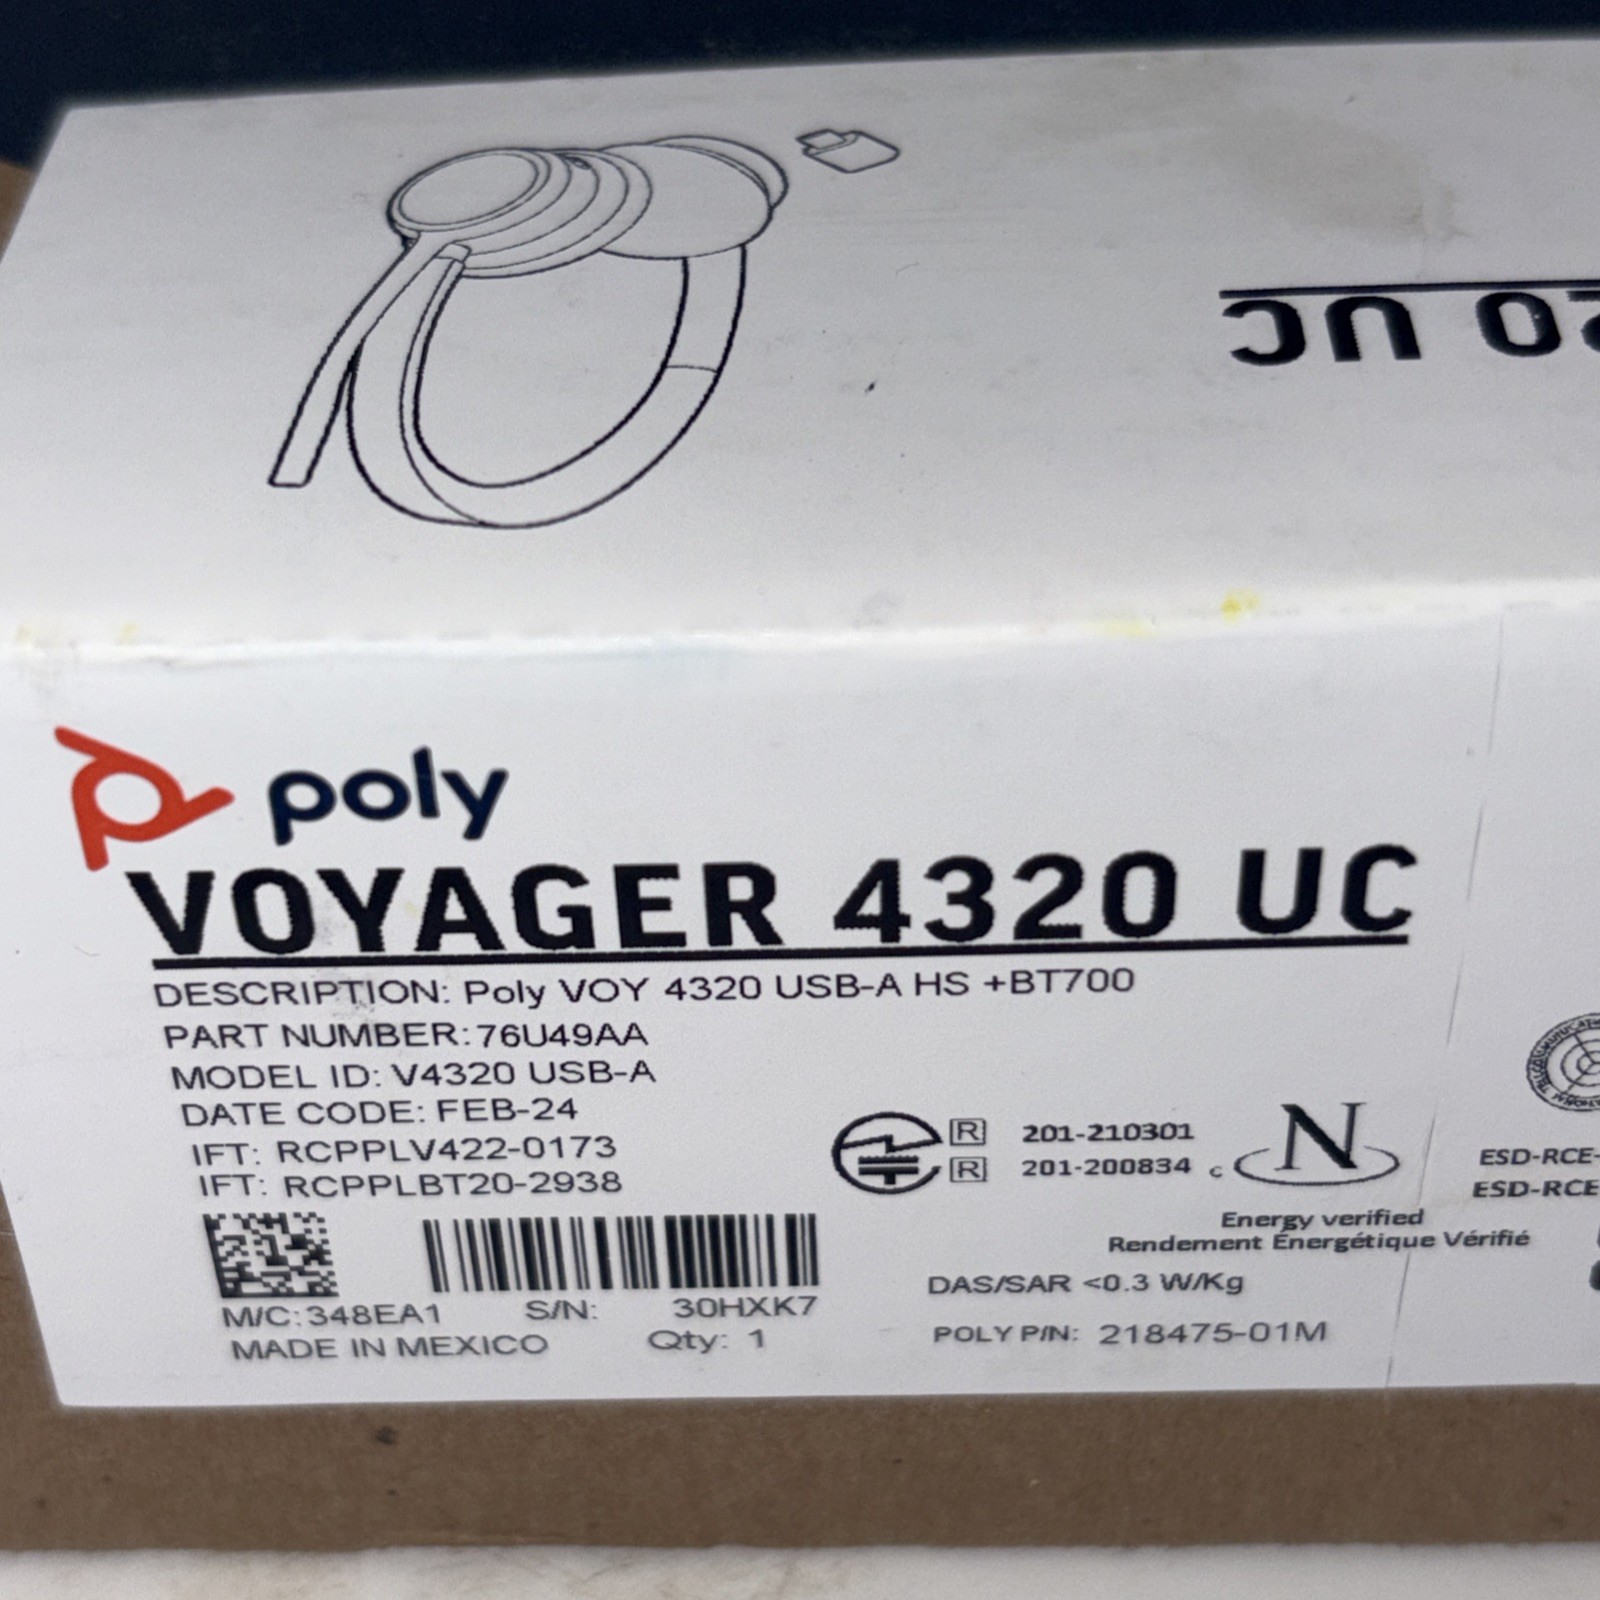 20 UC
poly
VOYAGER 4320 UC
DESCRIPTION: Poly VOY 4320 USB-A HS +BT700
PART NUMBER: 76U49AA
MODEL ID: V4320 USB-A
DATE CODE: FEB-24
IFT: RCPPLV422-0173
IFT: RCPPLBT20-2938
R 201-210301
R 201-200834
c N
Energy verified
Rendement Énergétique Vérifié
ESD-RCE-
ESD-RCE
M/C: 348EA1 S/N: 30HXK7
MADE IN MEXICO Qty: 1
DAS/SAR <0.3 W/Kg
POLY P/N: 218475-01M